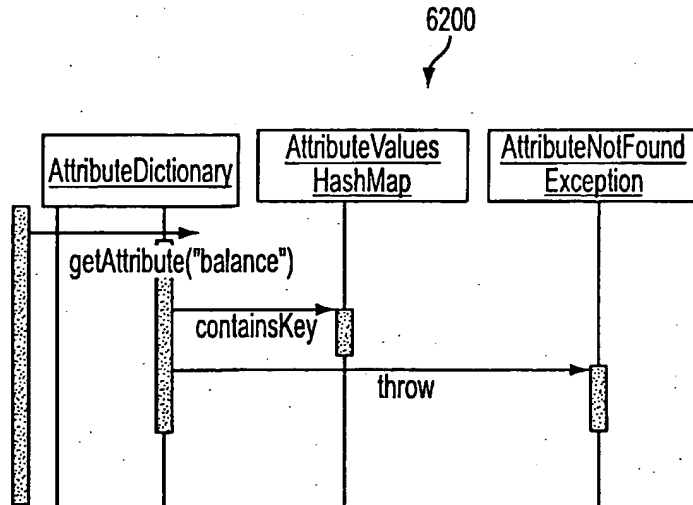 6200
AttributeDictionary
AttributeValues
HashMap
AttributeNotFound
Exception
getAttribute("balance")
containsKey
throw